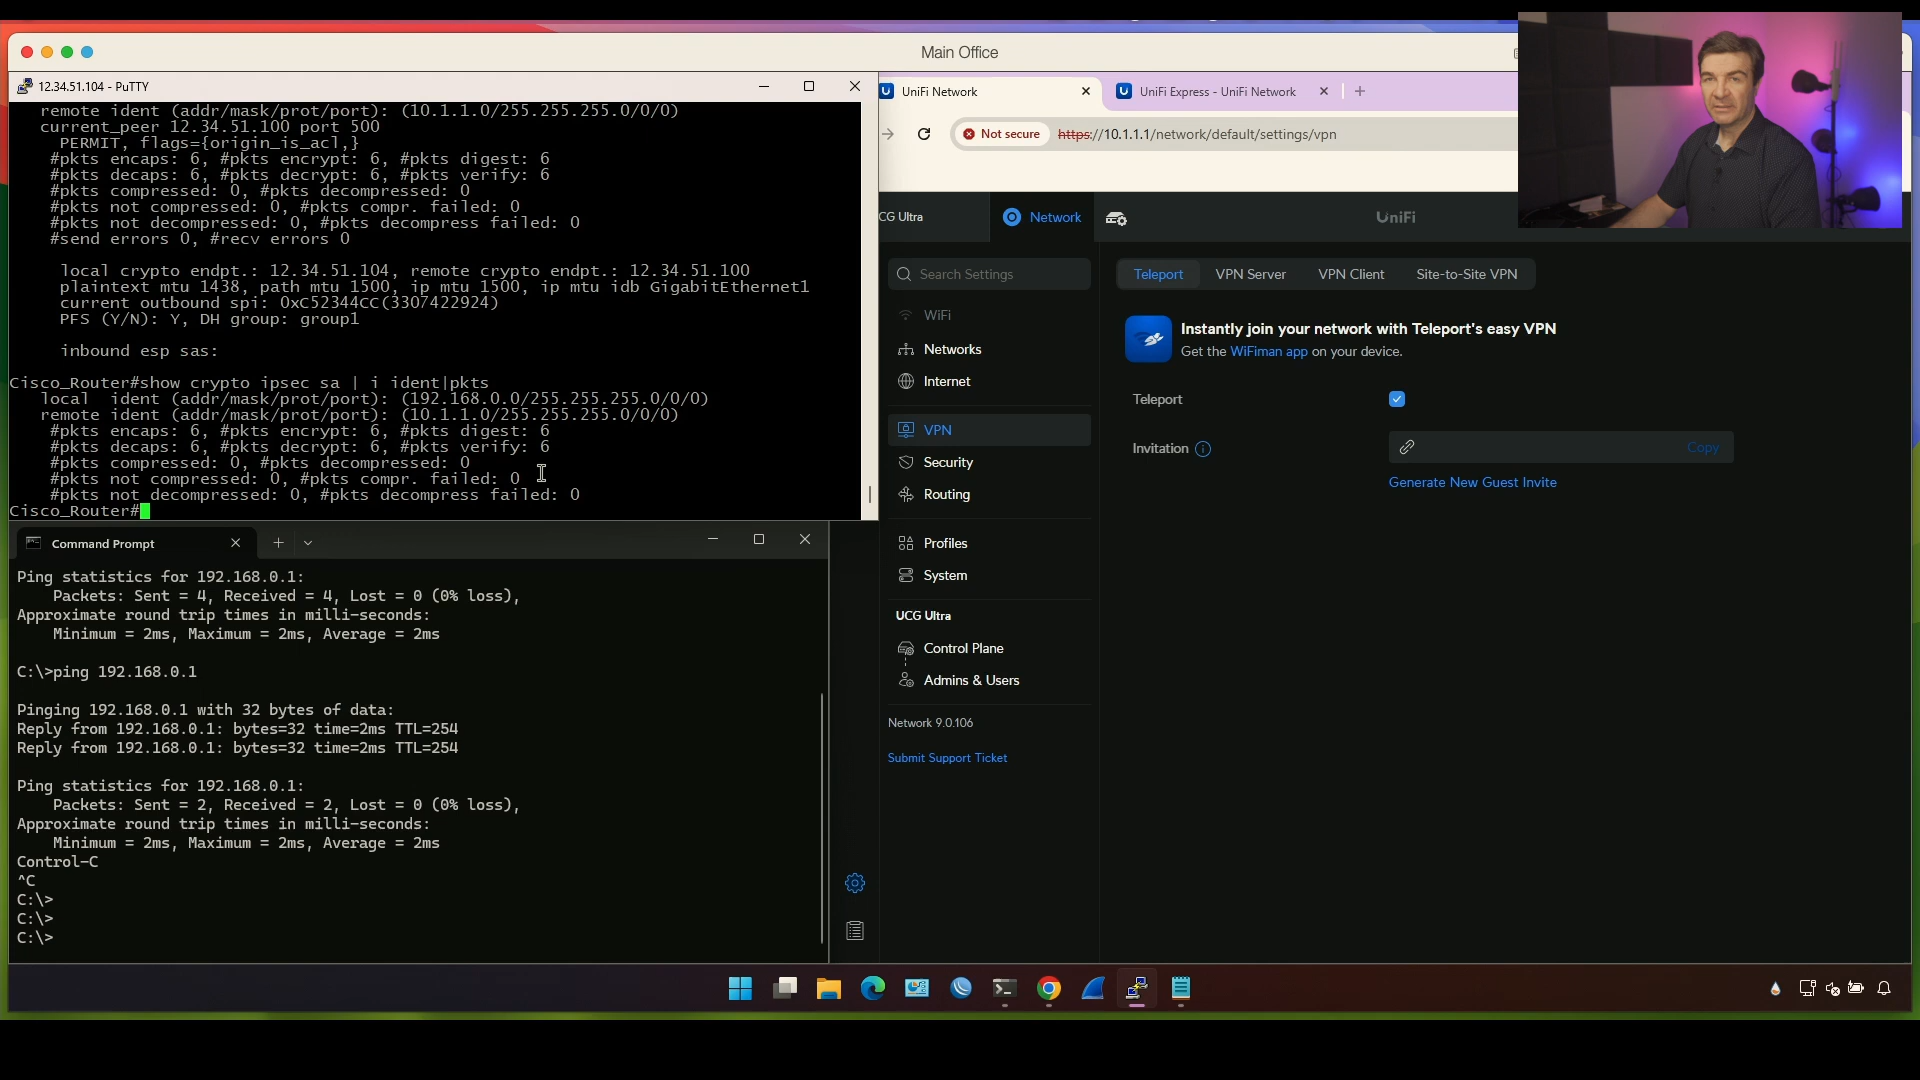 Main Office
12.34.51.104 - PuTTY
remote ident (addr/mask/prot/port): (10.1.1.0/255.255.255.0/0/0)
current_peer 12.34.51.100 port 500
PERMIT, flags={origin_is_acl,}
#pkts encaps: 6, #pkts encrypt: 6, #pkts digest: 6
#pkts decaps: 6, #pkts decrypt: 6, #pkts verify: 6
#pkts compressed: 0, #pkts decompressed: 0
#pkts not compressed: 0, #pkts compr. failed: 0
#pkts not decompressed: 0, #pkts decompress failed: 0
#send errors 0, #recv errors 0
local crypto endpt.: 12.34.51.104, remote crypto endpt.: 12.34.51.100
plaintext mtu 1438, path mtu 1500, ip mtu 1500, ip mtu idb GigabitEthernet1
current outbound spi: 0xC52344CC(3307422924)
PFS (Y/N): Y, DH group: group1
inbound esp sas:
Cisco_Router#show crypto ipsec sa | i ident|pkts
local  ident (addr/mask/prot/port): (192.168.0.0/255.255.255.0/0/0)
remote ident (addr/mask/prot/port): (10.1.1.0/255.255.255.0/0/0)
#pkts encaps: 6, #pkts encrypt: 6, #pkts digest: 6
#pkts decaps: 6, #pkts decrypt: 6, #pkts verify: 6
#pkts compressed: 0, #pkts decompressed: 0
#pkts not compressed: 0, #pkts compr. failed: 0
#pkts not decompressed: 0, #pkts decompress failed: 0
Cisco_Router#
Command Prompt
Ping statistics for 192.168.0.1:
Packets: Sent = 4, Received = 4, Lost = 0 (0% loss),
Approximate round trip times in milli-seconds:
Minimum = 2ms, Maximum = 2ms, Average = 2ms
C:\>ping 192.168.0.1
Pinging 192.168.0.1 with 32 bytes of data:
Reply from 192.168.0.1: bytes=32 time=2ms TTL=254
Reply from 192.168.0.1: bytes=32 time=2ms TTL=254
Ping statistics for 192.168.0.1:
Packets: Sent = 2, Received = 2, Lost = 0 (0% loss),
Approximate round trip times in milli-seconds:
Minimum = 2ms, Maximum = 2ms, Average = 2ms
Control-C
^C
C:\>
C:\>
C:\>
UniFi Network
UniFi Express - UniFi Network
Not secure
https://10.1.1.1/network/default/settings/vpn
CG Ultra
Network
UniFi
Search Settings
WiFi
Networks
Internet
VPN
Security
Routing
Profiles
System
UCG Ultra
Control Plane
Admins & Users
Network 9.0.106
Submit Support Ticket
Teleport
VPN Server
VPN Client
Site-to-Site VPN
Instantly join your network with Teleport's easy VPN
Get the WiFiman app on your device.
Teleport
Invitation
Copy
Generate New Guest Invite